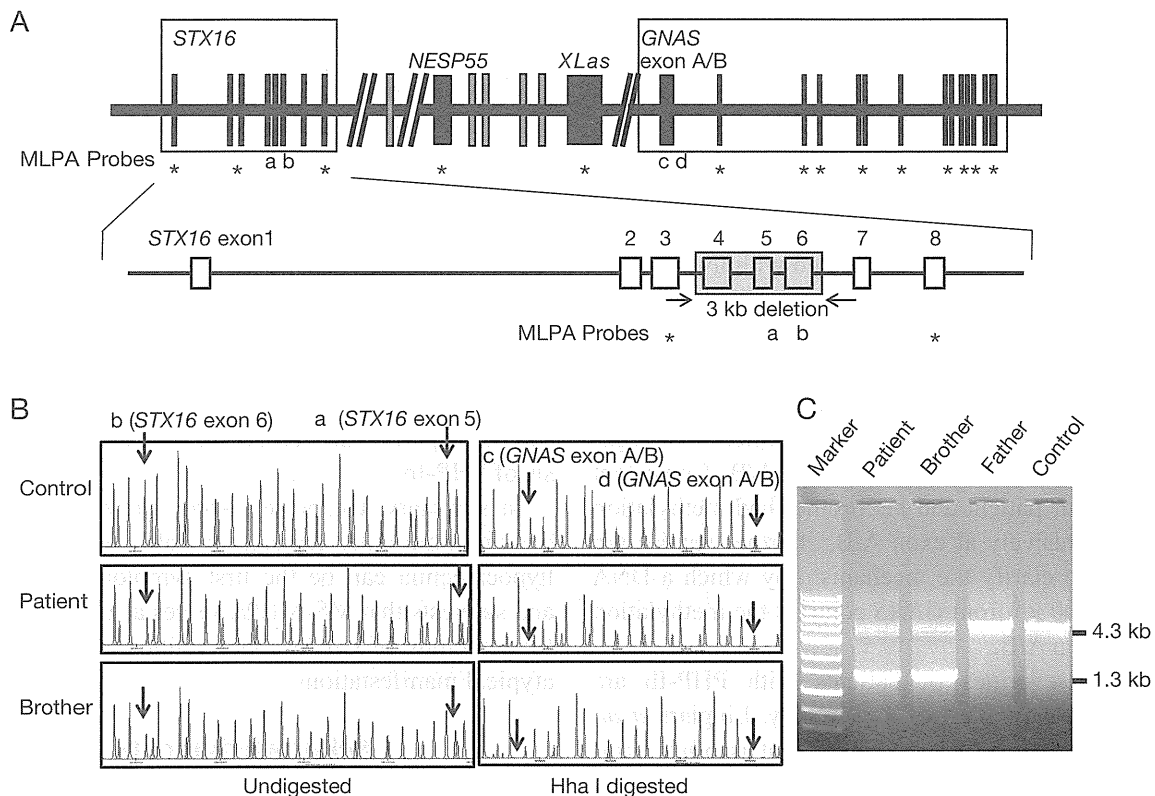 A
STX16
NESP55
XLas
GNAS
exon A/B
MLPA Probes
* * a b * * * c d * * * * * * * * *
STX16 exon1
2 3 4 5 6 7 8
3 kb deletion
MLPA Probes * a b *
B
b (STX16 exon 6)
a (STX16 exon 5)
c (GNAS exon A/B)
d (GNAS exon A/B)
Control
Patient
Brother
Undigested
Hha I digested
C
Marker
Patient
Brother
Father
Control
4.3 kb
1.3 kb